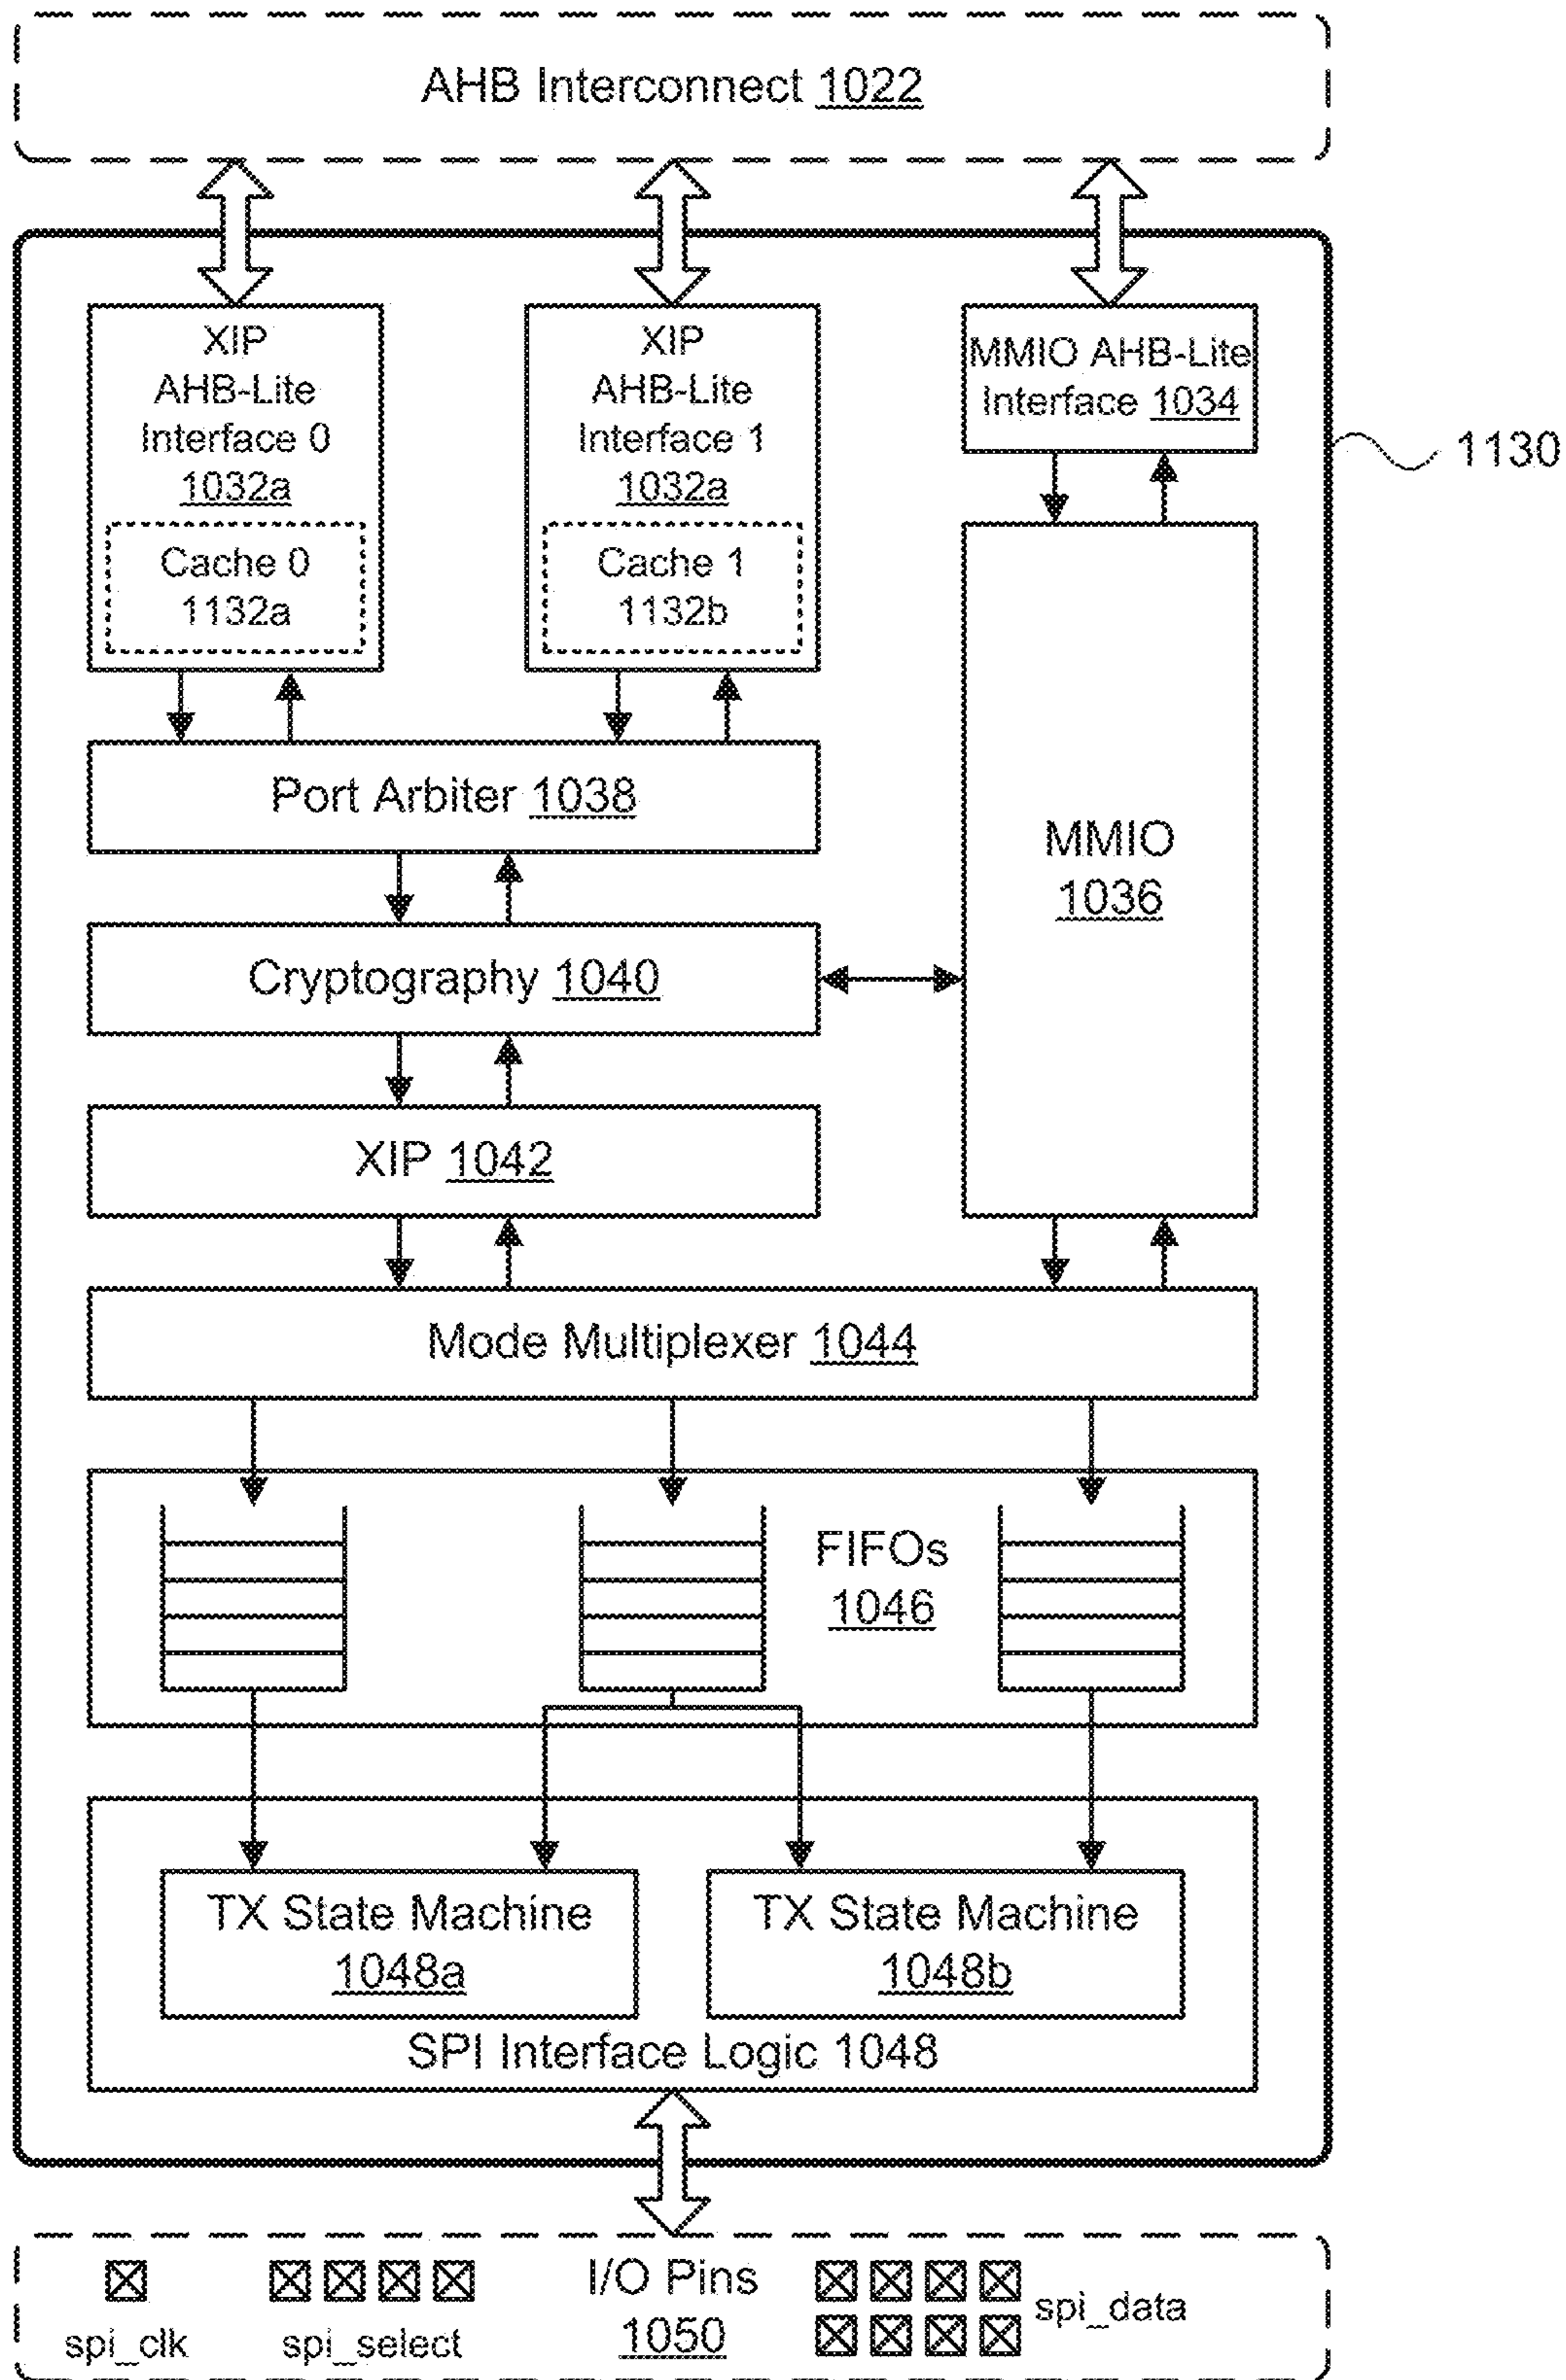 AHB Interconnect 1022
XIP
AHB-Lite
Interface 0
1032a
Cache 0
1132a
XIP
AHB-Lite
Interface 1
1032a
Cache 1
1132b
MMIO AHB-Lite
Interface 1034
1130
Port Arbiter 1038
MMIO
1036
Cryptography 1040
XIP 1042
Mode Multiplexer 1044
FIFOs
1046
TX State Machine
1048a
TX State Machine
1048b
SPI Interface Logic 1048
spi_clk
spi_select
I/O Pins
1050
spi_data